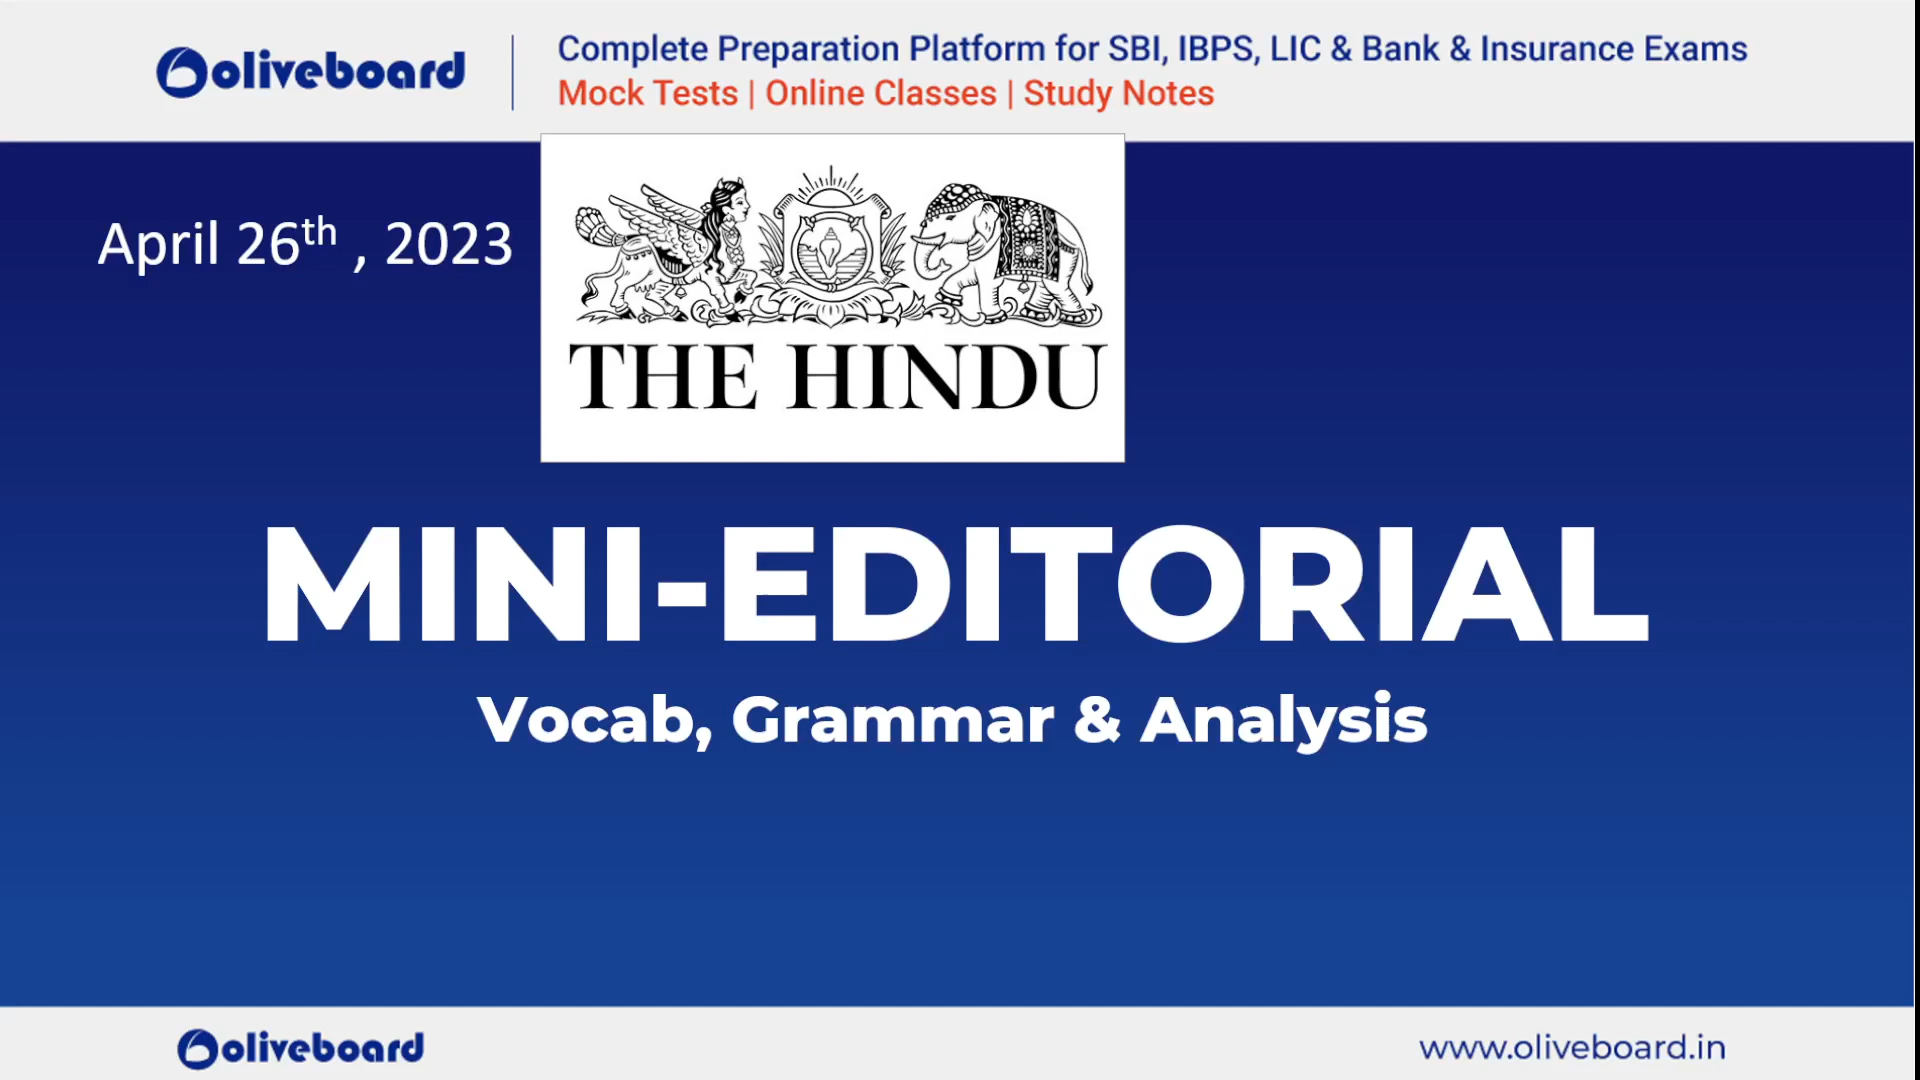 oliveboard
Complete Preparation Platform for SBI, IBPS, LIC & Bank & Insurance Exams
Mock Tests | Online Classes | Study Notes
April 26th , 2023
THE HINDU
MINI-EDITORIAL
Vocab, Grammar & Analysis
oliveboard
www.oliveboard.in